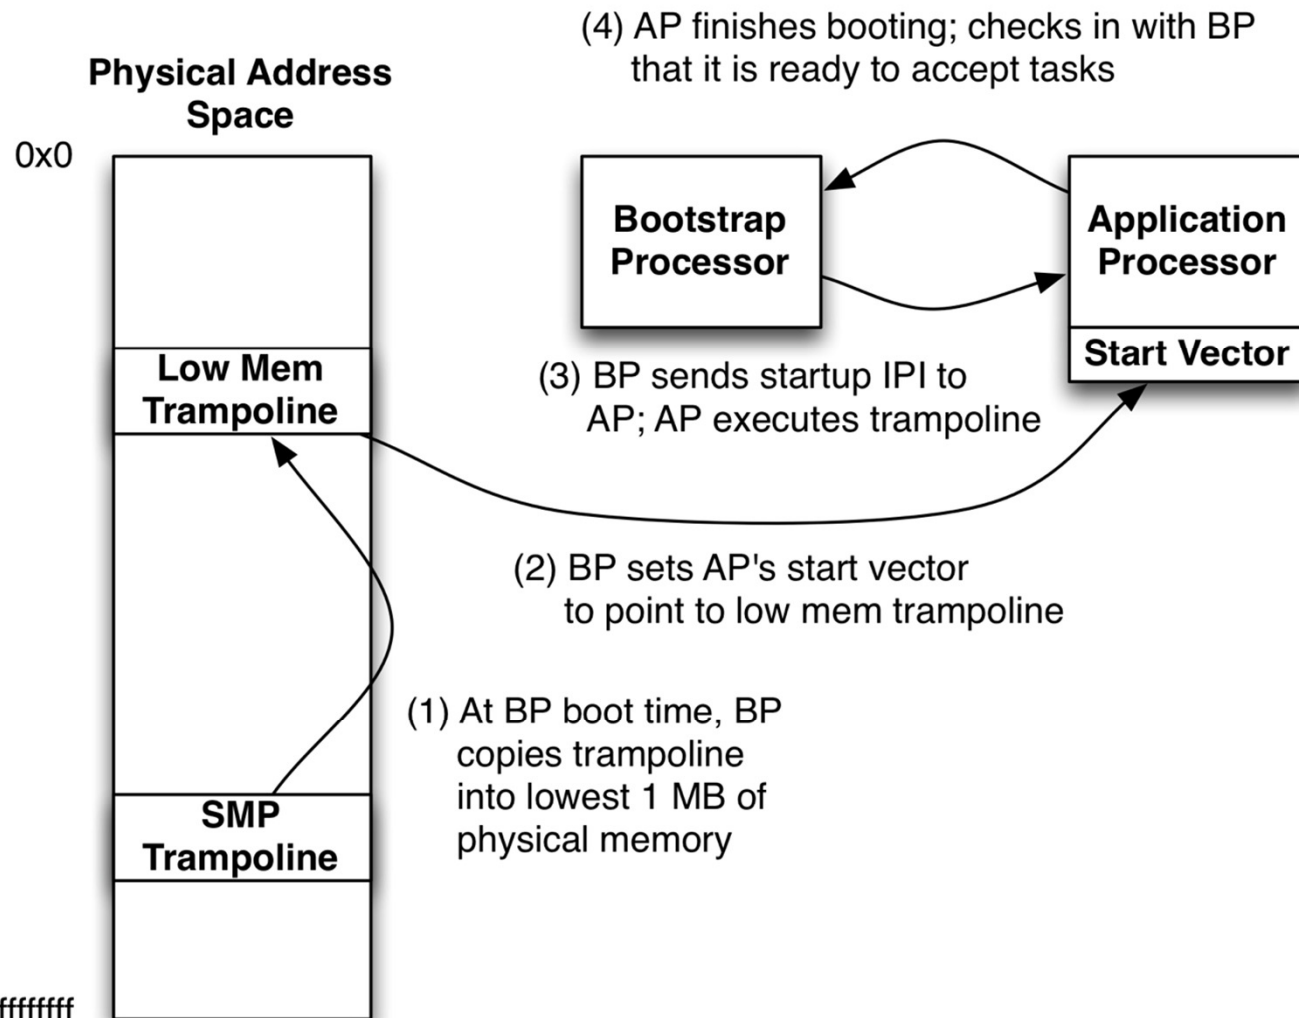 (4) AP finishes booting; checks in with BP
that it is ready to accept tasks
Physical Address
Space
0x0
Bootstrap
Processor
Application
Processor
Start Vector
Low Mem
Trampoline
(3) BP sends startup IPI to
AP; AP executes trampoline
(2) BP sets AP's start vector
to point to low mem trampoline
(1) At BP boot time, BP
copies trampoline
into lowest 1 MB of
physical memory
SMP
Trampoline